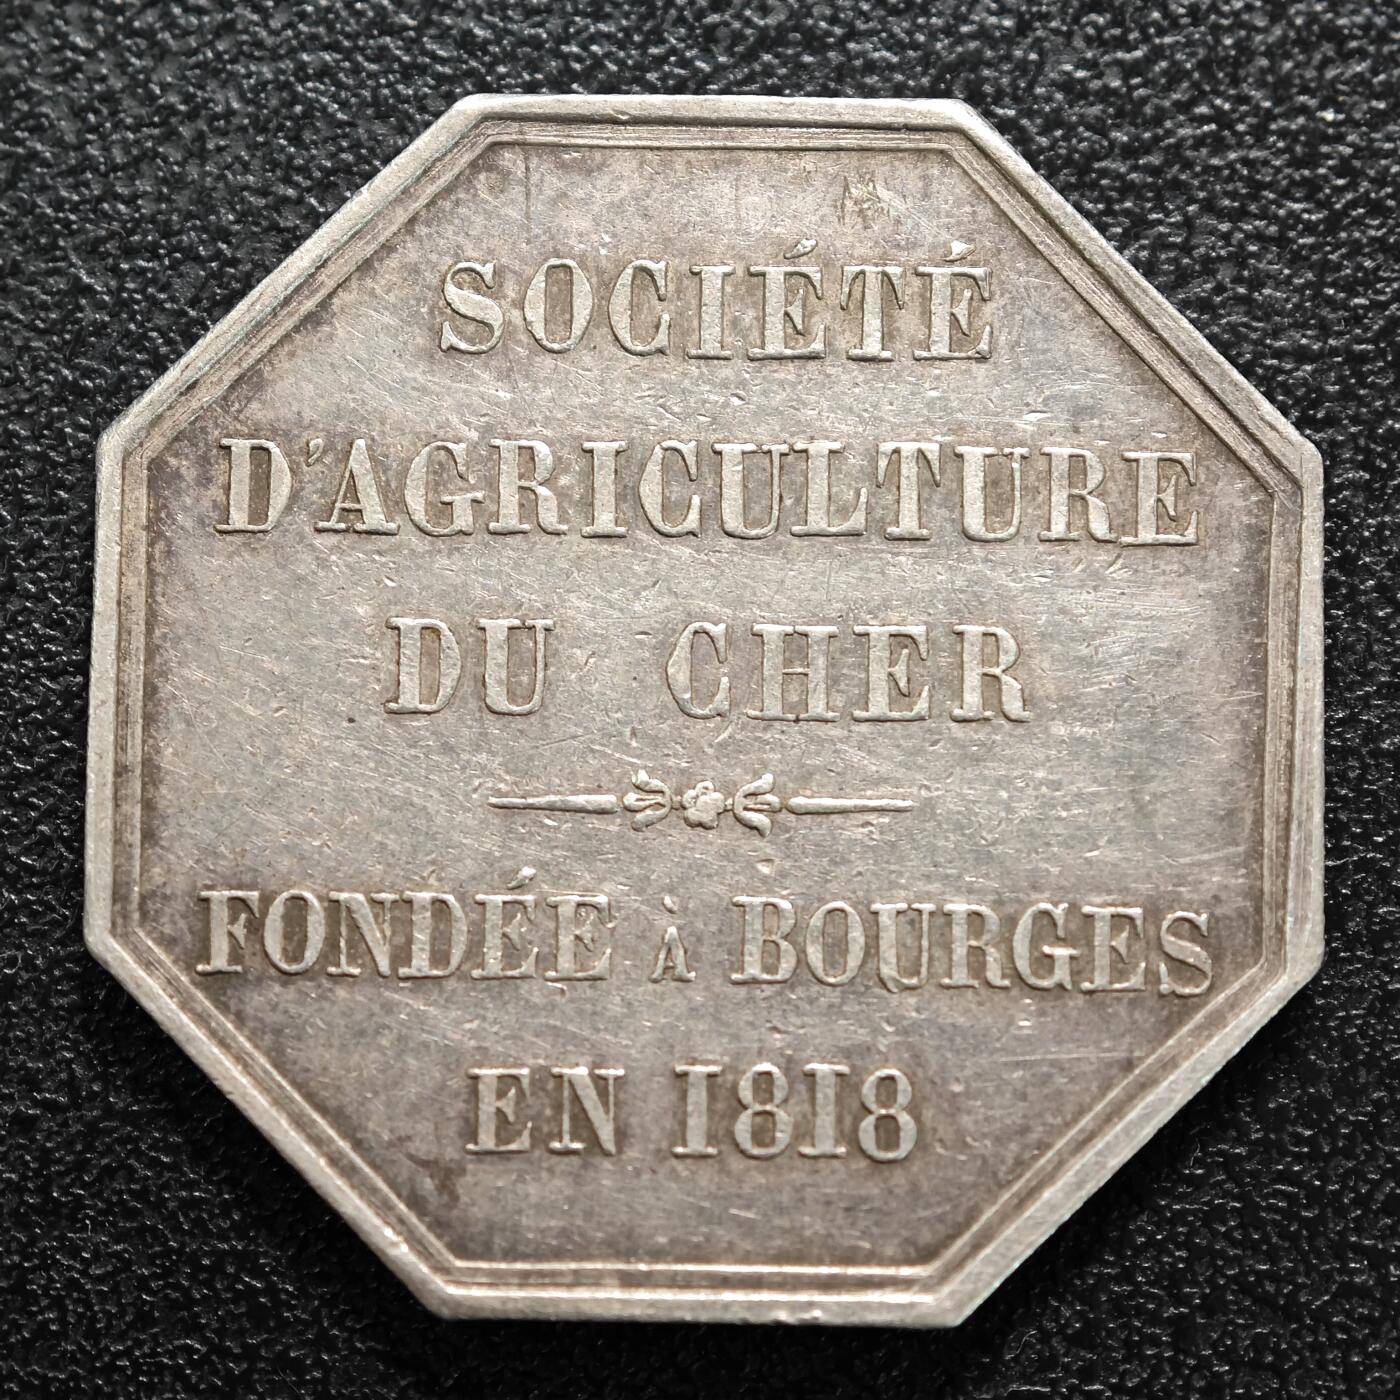 SOCIÉTÉ
D'AGRICULTURE
DU CHER
FONDÉE À BOURGES
EN 1818